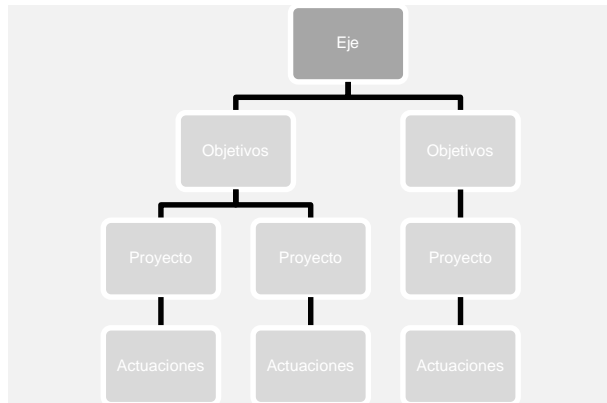 Eje
Objetivos
Objetivos
Proyecto
Proyecto
Proyecto
Actuaciones
Actuaciones
Actuaciones